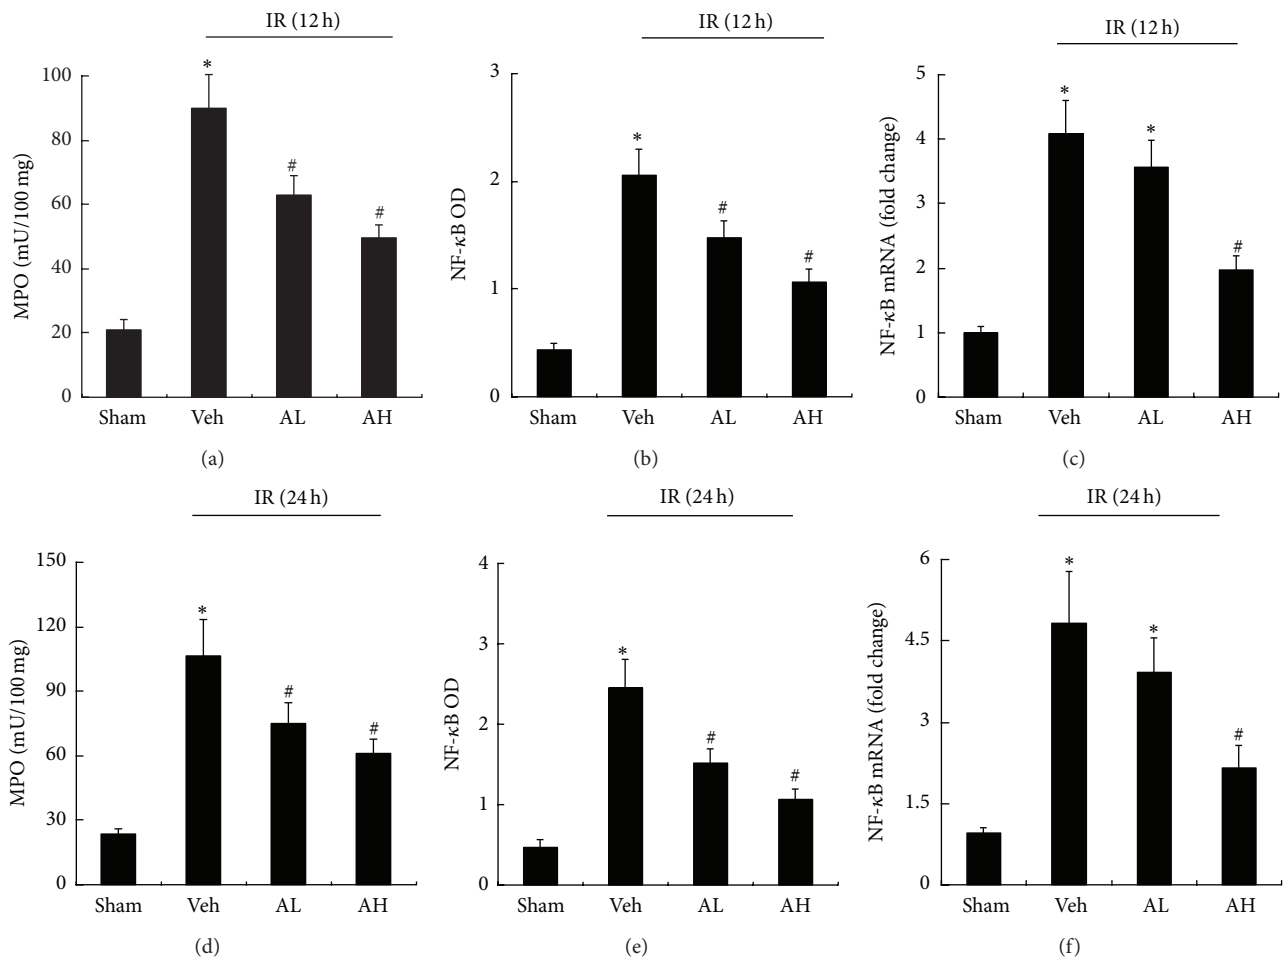 IR (12 h)
MPO (mU/100 mg)
100
80
60
40
20
0
*
#
#
Sham Veh AL AH
(a)
IR (12 h)
NF-κB OD
3
2
1
0
*
#
#
Sham Veh AL AH
(b)
IR (12 h)
NF-κB mRNA (fold change)
5
4
3
2
1
0
*
*
#
Sham Veh AL AH
(c)
IR (24 h)
MPO (mU/100 mg)
150
120
90
60
30
0
*
#
#
Sham Veh AL AH
(d)
IR (24 h)
NF-κB OD
4
3
2
1
0
*
#
#
Sham Veh AL AH
(e)
IR (24 h)
NF-κB mRNA (fold change)
6
4.5
3
1.5
0
*
*
#
Sham Veh AL AH
(f)